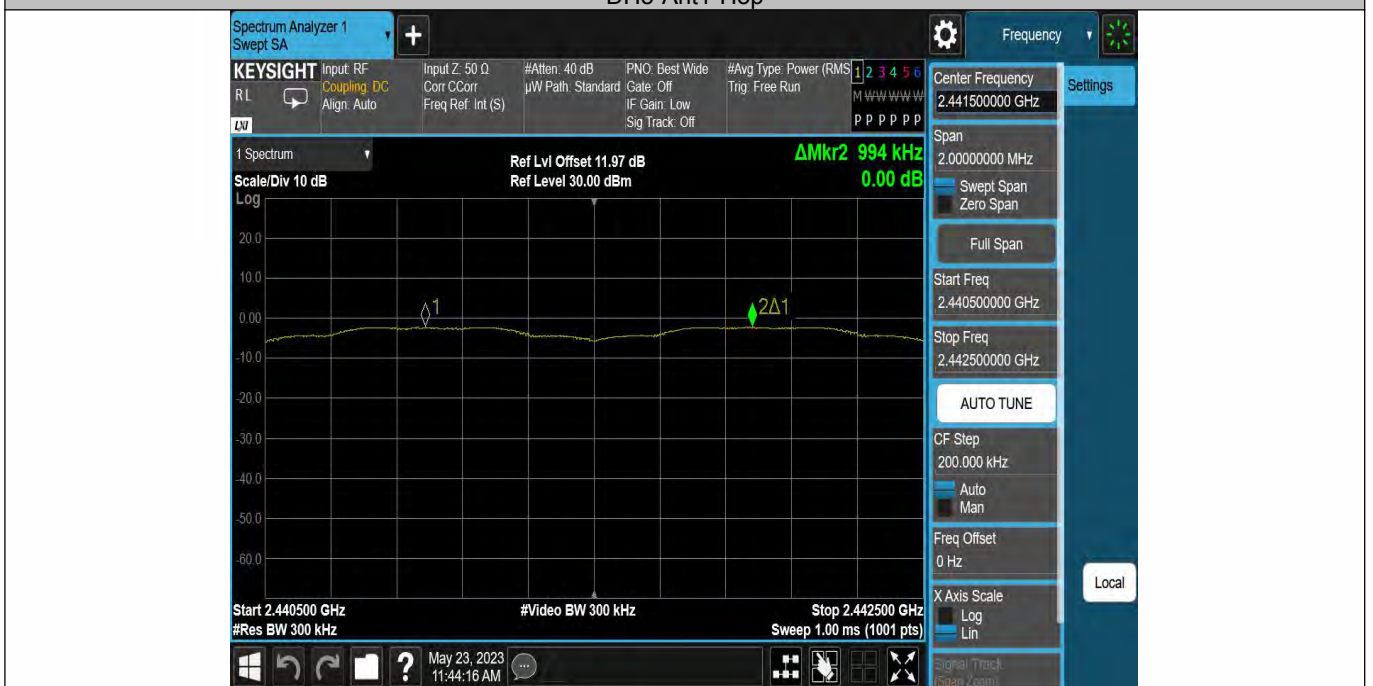 Spectrum Analyzer 1
Swept SA
Frequency
KEYSIGHT
RL
LXI
Input: RF
Coupling: DC
Align: Auto
Input Z: 50 Ω
Corr CCorr
Freq Ref: Int (S)
#Atten: 40 dB
µW Path: Standard
PNO: Best Wide
Gate: Off
IF Gain: Low
Sig Track: Off
#Avg Type: Power (RMS
Trig: Free Run
1 2 3 4 5 6
M W W W W W
P P P P P P
1 Spectrum
Scale/Div 10 dB
Log
Ref Lvl Offset 11.97 dB
Ref Level 30.00 dBm
ΔMkr2 994 kHz
0.00 dB
20.0
10.0
0.00
-10.0
-20.0
-30.0
-40.0
-50.0
-60.0
1
2Δ1
Start 2.440500 GHz
#Res BW 300 kHz
#Video BW 300 kHz
Stop 2.442500 GHz
Sweep 1.00 ms (1001 pts)
May 23, 2023
11:44:16 AM
Center Frequency
2.441500000 GHz
Settings
Span
2.00000000 MHz
Swept Span
Zero Span
Full Span
Start Freq
2.440500000 GHz
Stop Freq
2.442500000 GHz
AUTO TUNE
CF Step
200.000 kHz
Auto
Man
Freq Offset
0 Hz
X Axis Scale
Log
Lin
Local
Signal Track
(Span Zoom)